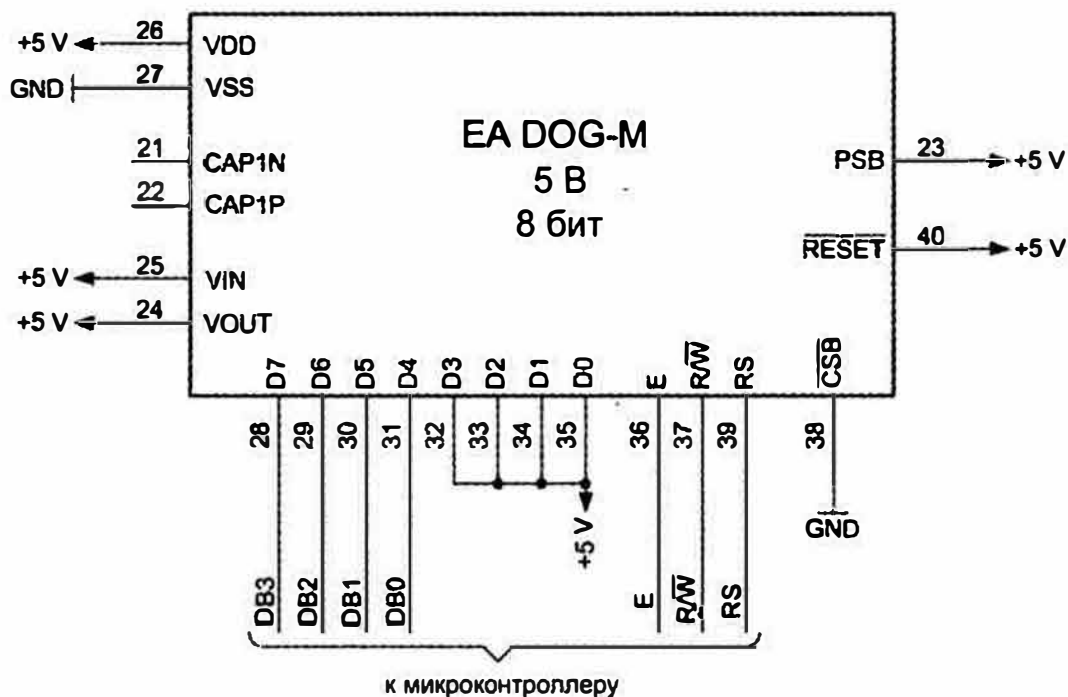 +5 V 26 VDD
GND 27 VSS
21 CAP1N
22 CAP1P
+5 V 25 VIN
+5 V 24 VOUT
EA DOG-M
5 В
8 бит
PSB 23 +5 V
RESET 40 +5 V
D7 D6 D5 D4 D3 D2 D1 D0 E R/W RS CSB
28 29 30 31 32 33 34 35 36 37 39 38
+5 V
GND
DB3 DB2 DB1 DB0 E R/W RS
к микроконтроллеру